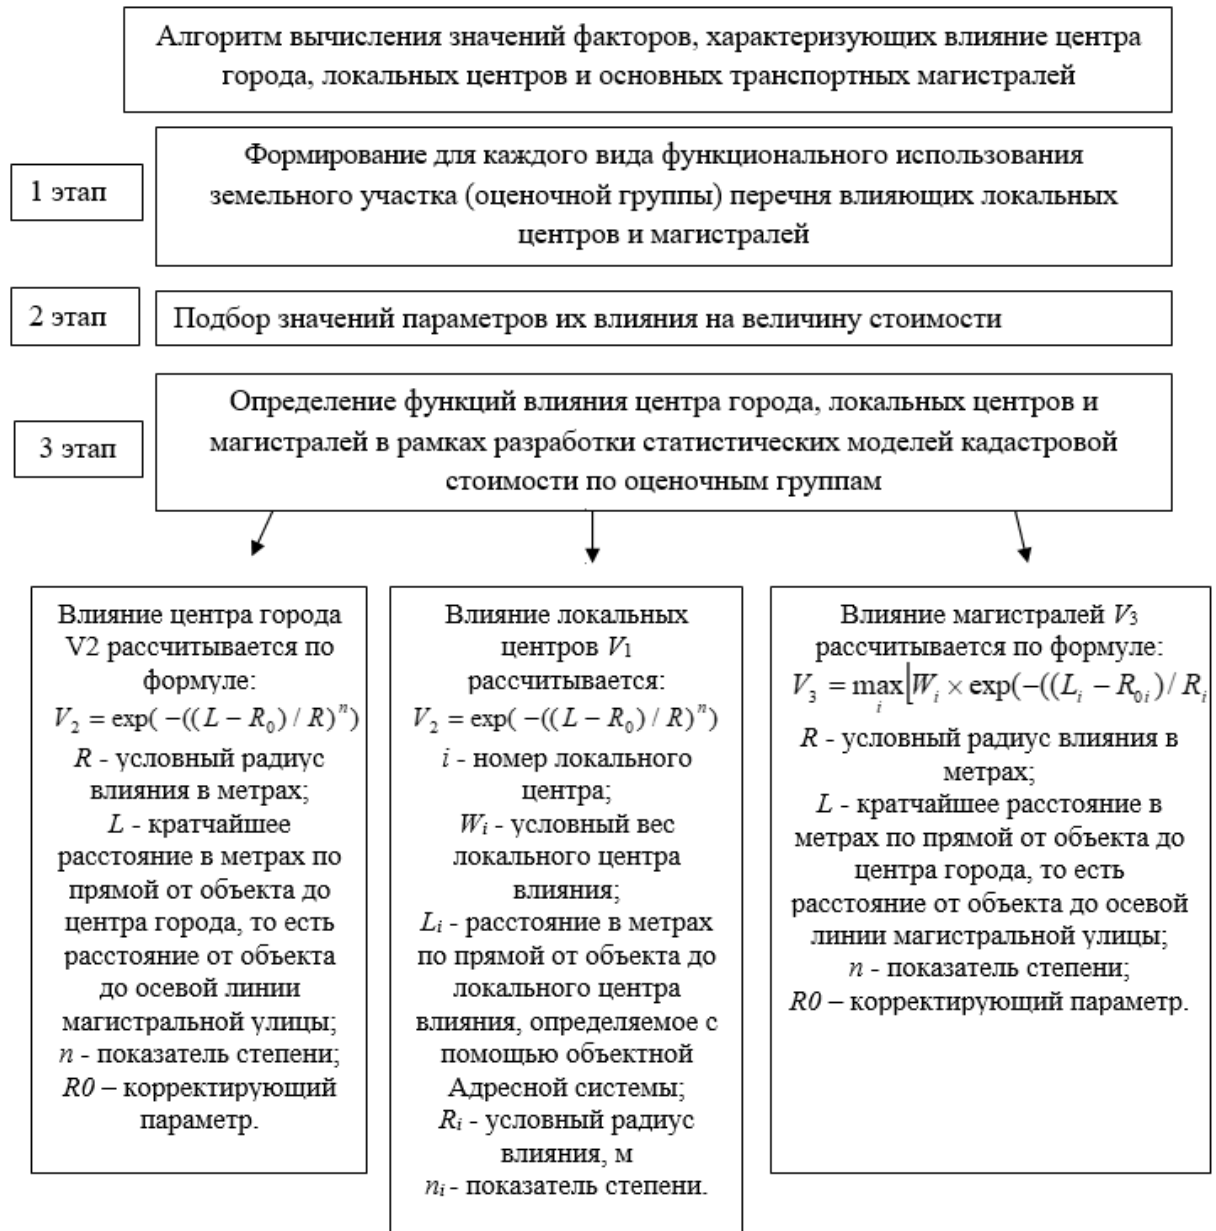 Алгоритм вычисления значений факторов, характеризующих влияние центра
города, локальных центров и основных транспортных магистралей
1 этап
Формирование для каждого вида функционального использования
земельного участка (оценочной группы) перечня влияющих локальных
центров и магистралей
2 этап
Подбор значений параметров их влияния на величину стоимости
3 этап
Определение функций влияния центра города, локальных центров и
магистралей в рамках разработки статистических моделей кадастровой
стоимости по оценочным группам
Влияние центра города
V2 рассчитывается по
формуле:
V₂ = exp( −((L − R₀) / R)ⁿ)
R - условный радиус
влияния в метрах;
L - кратчайшее
расстояние в метрах по
прямой от объекта до
центра города, то есть
расстояние от объекта
до осевой линии
магистральной улицы;
n - показатель степени;
R0 – корректирующий
параметр.
Влияние локальных
центров V₁
рассчитывается:
V₂ = exp( −((L − R₀) / R)ⁿ)
i - номер локального
центра;
Wᵢ - условный вес
локального центра
влияния;
Lᵢ - расстояние в метрах
по прямой от объекта до
локального центра
влияния, определяемое с
помощью объектной
Адресной системы;
Rᵢ - условный радиус
влияния, м
nᵢ - показатель степени.
Влияние магистралей V₃
рассчитывается по формуле:
V₃ = max |Wᵢ × exp(−((Lᵢ − R₀ᵢ) / Rᵢ
i
R - условный радиус влияния в
метрах;
L - кратчайшее расстояние в
метрах по прямой от объекта до
центра города, то есть
расстояние от объекта до осевой
линии магистральной улицы;
n - показатель степени;
R0 – корректирующий параметр.